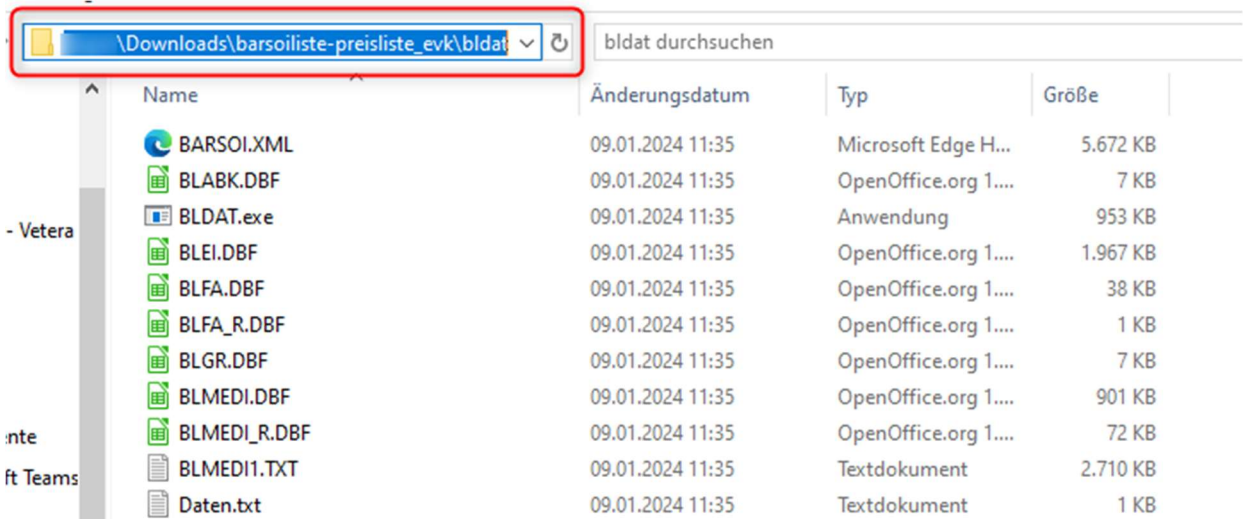 \Downloads\barsoiliste-preisliste_evk\bldat bldat durchsuchen
Name Änderungsdatum Typ Größe
BARSOI.XML 09.01.2024 11:35 Microsoft Edge H... 5.672 KB
BLABK.DBF 09.01.2024 11:35 OpenOffice.org 1.... 7 KB
- Vetera BLDAT.exe 09.01.2024 11:35 Anwendung 953 KB
BLEI.DBF 09.01.2024 11:35 OpenOffice.org 1.... 1.967 KB
BLFA.DBF 09.01.2024 11:35 OpenOffice.org 1.... 38 KB
BLFA_R.DBF 09.01.2024 11:35 OpenOffice.org 1.... 1 KB
BLGR.DBF 09.01.2024 11:35 OpenOffice.org 1.... 7 KB
BLMEDI.DBF 09.01.2024 11:35 OpenOffice.org 1.... 901 KB
ente BLMEDI_R.DBF 09.01.2024 11:35 OpenOffice.org 1.... 72 KB
ft Teams BLMEDI1.TXT 09.01.2024 11:35 Textdokument 2.710 KB
Daten.txt 09.01.2024 11:35 Textdokument 1 KB